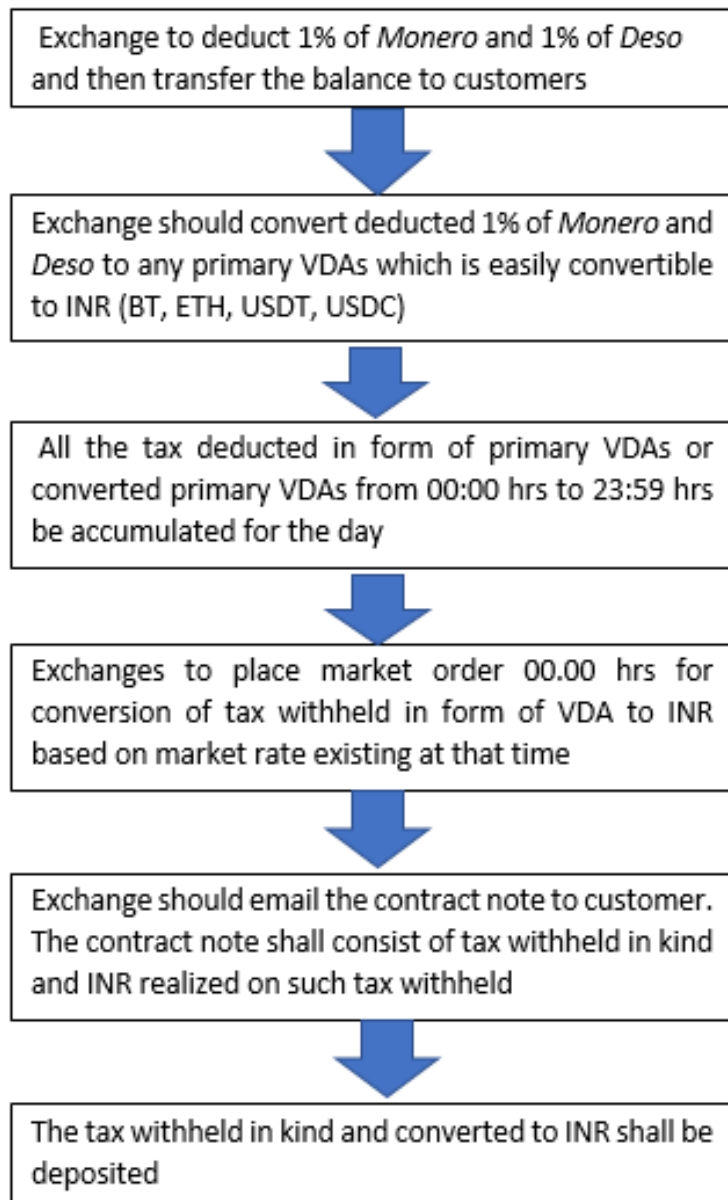 Exchange to deduct 1% of Monero and 1% of Deso
and then transfer the balance to customers
Exchange should convert deducted 1% of Monero and
Deso to any primary VDAs which is easily convertible
to INR (BT, ETH, USDT, USDC)
All the tax deducted in form of primary VDAs or
converted primary VDAs from 00:00 hrs to 23:59 hrs
be accumulated for the day
Exchanges to place market order 00.00 hrs for
conversion of tax withheld in form of VDA to INR
based on market rate existing at that time
Exchange should email the contract note to customer.
The contract note shall consist of tax withheld in kind
and INR realized on such tax withheld
The tax withheld in kind and converted to INR shall be
deposited